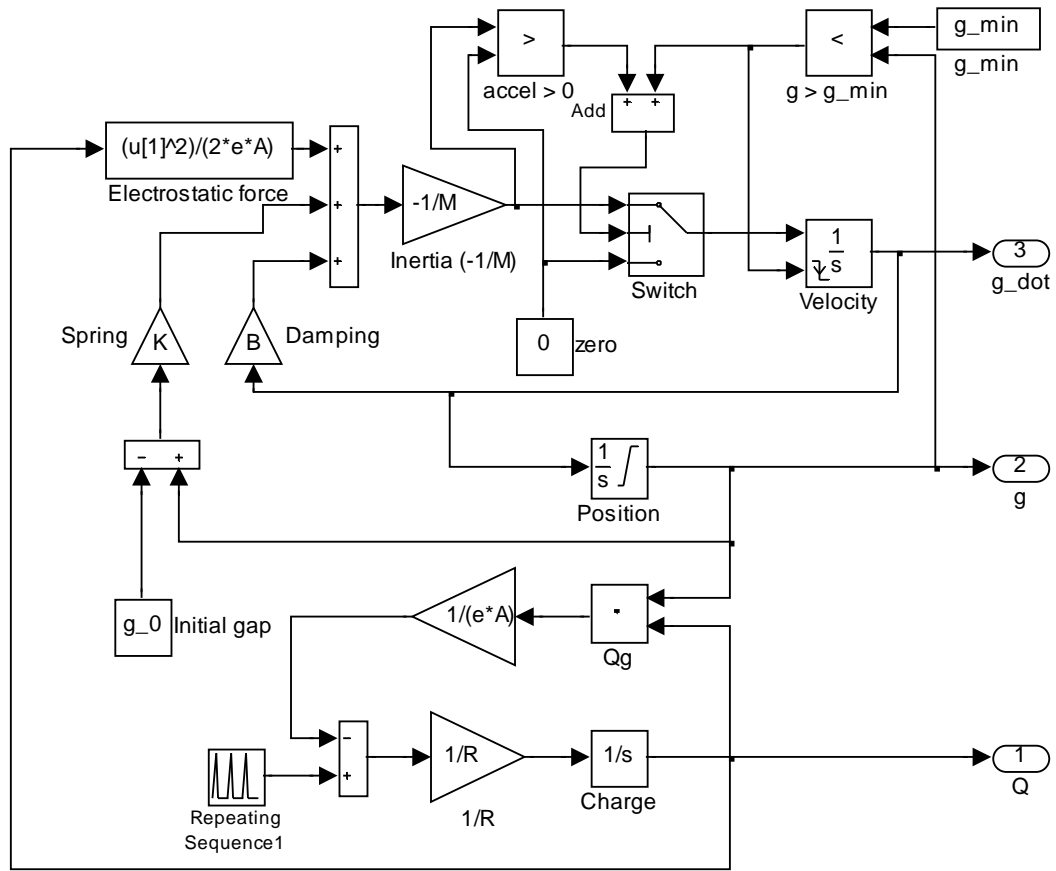 >
accel > 0
<
g > g_min
g_min
g_min
Add
+ +
(u[1]^2)/(2*e*A)
Electrostatic force
+
+
+
-1/M
Inertia (-1/M)
Switch
1
s
Velocity
3
g_dot
Spring
K
B
Damping
0
zero
− +
1
s
Position
2
g
g_0
Initial gap
1/(e*A)
Qg
−
+
1/R
1/R
1/s
Charge
1
Q
Repeating
Sequence1